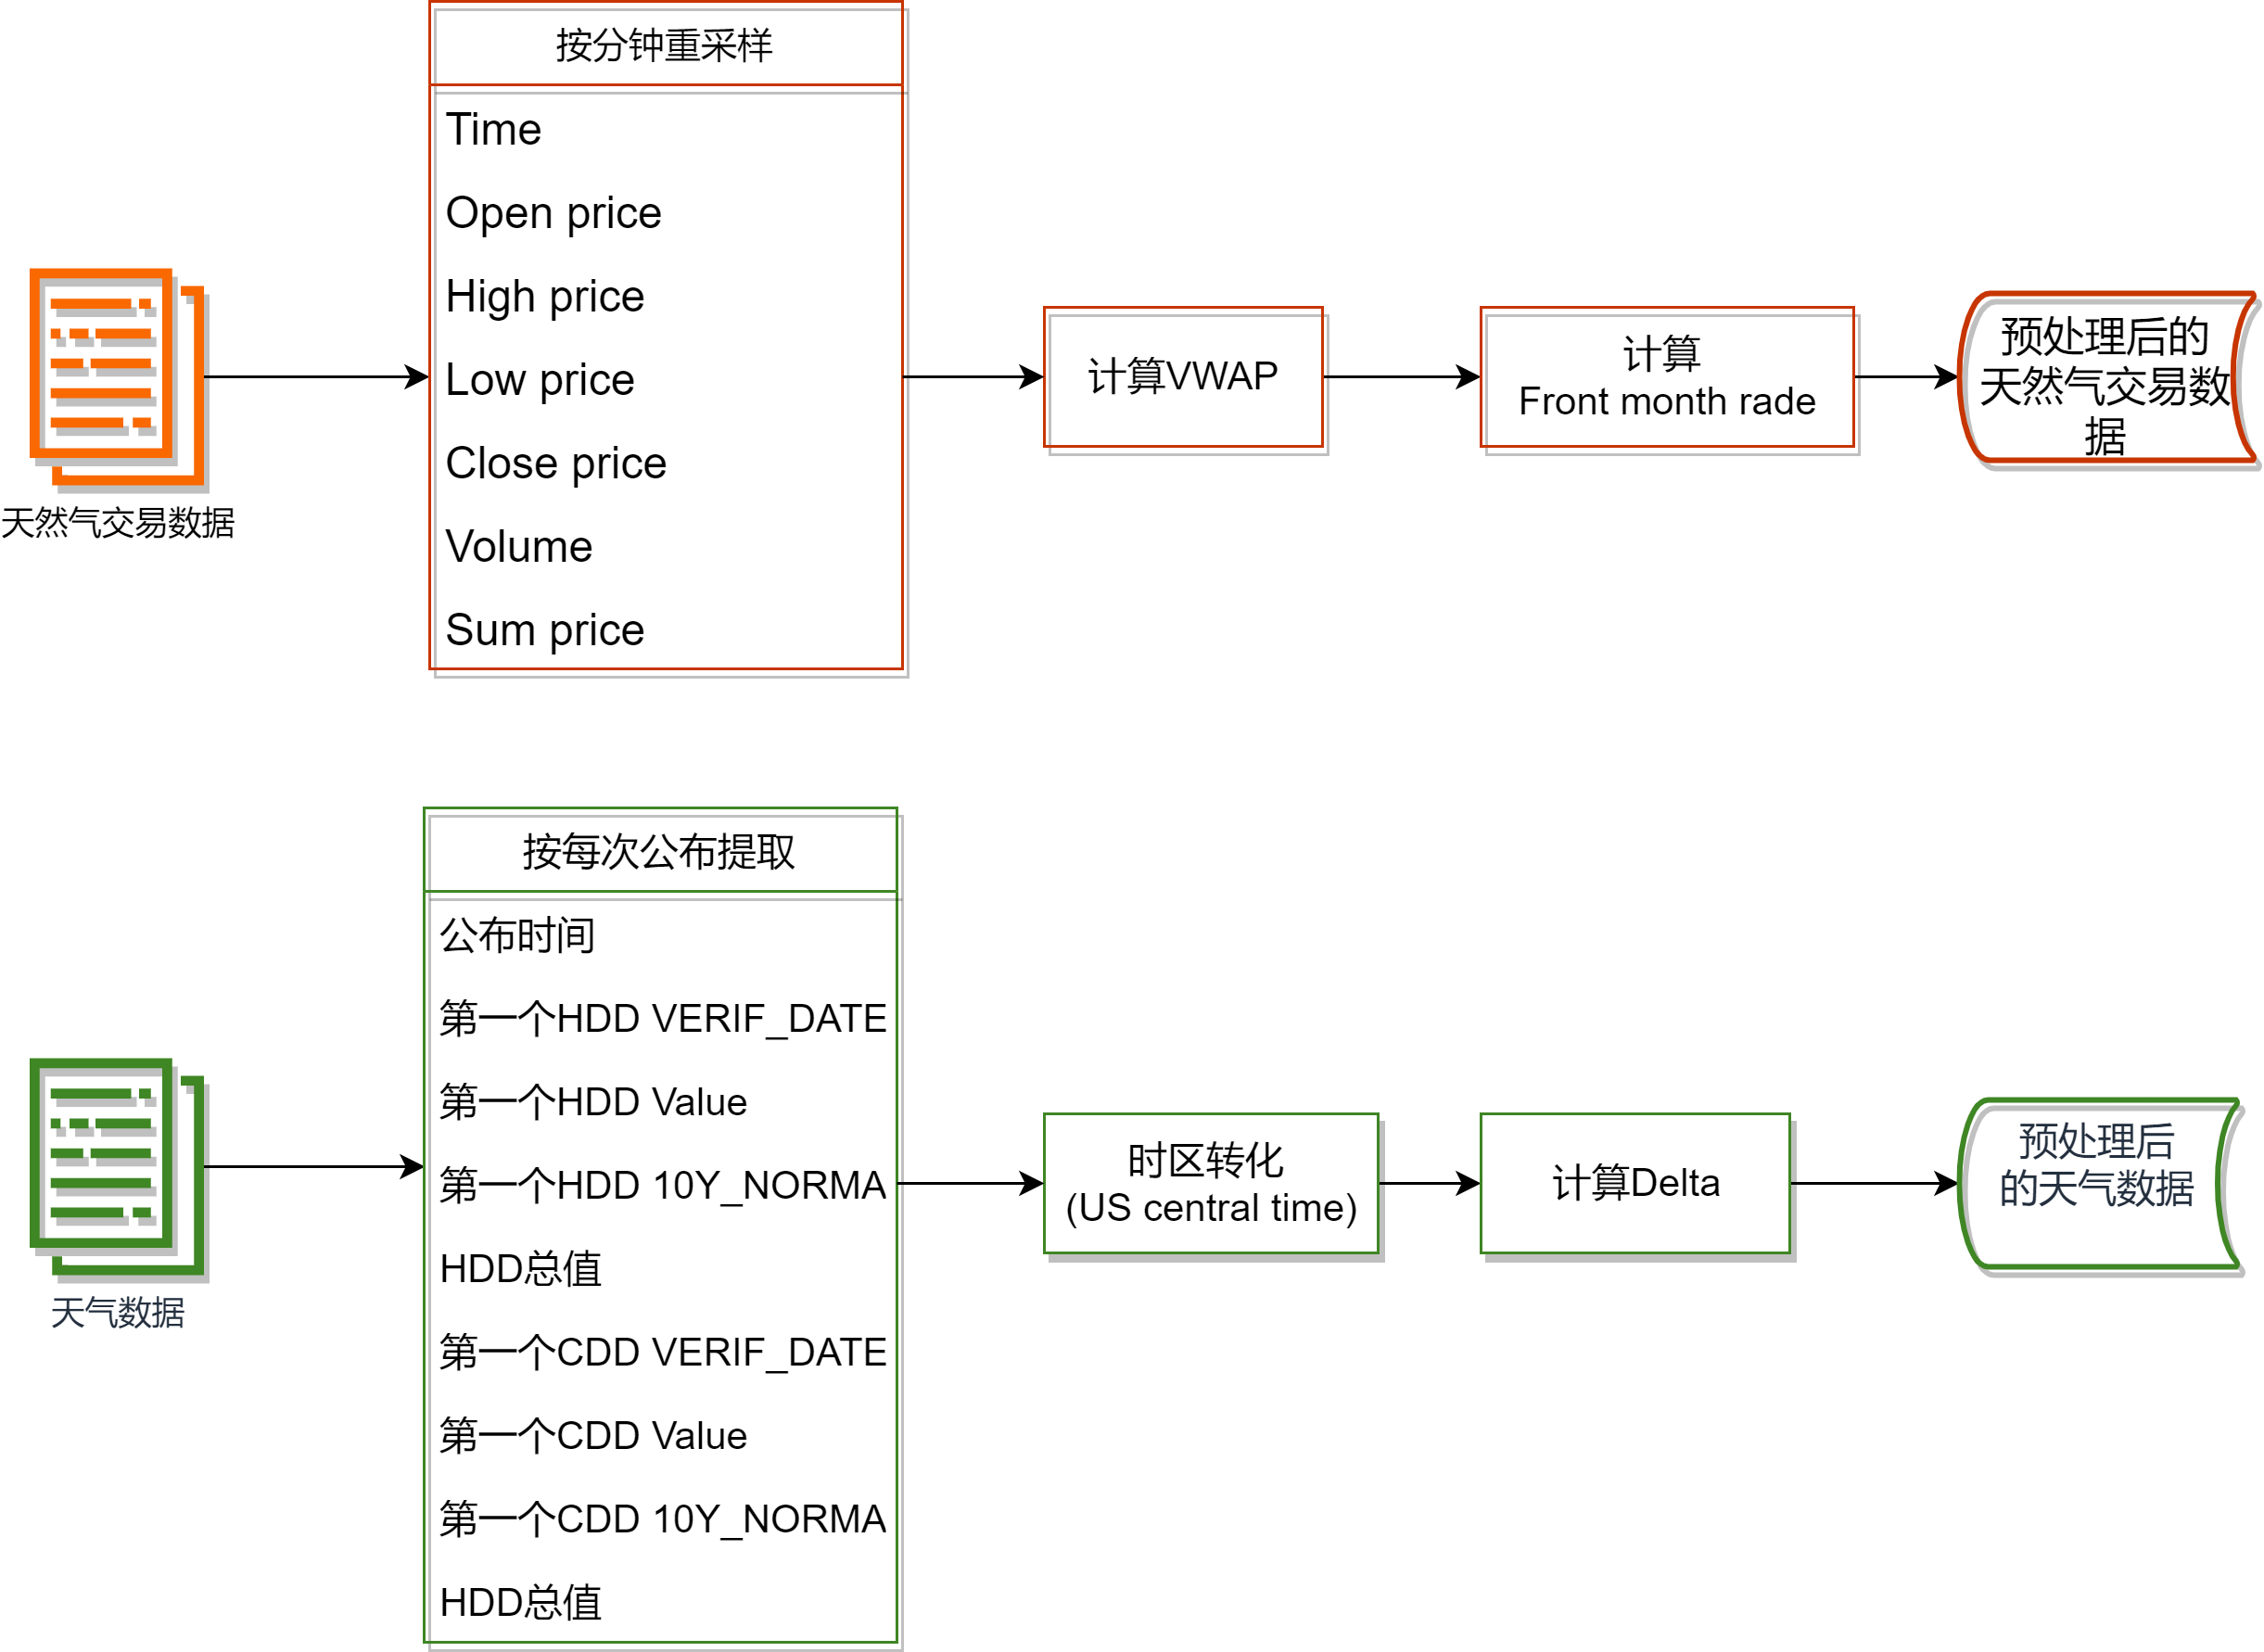 按分钟重采样
Time
Open price
High price
Low price
Close price
Volume
Sum price
天然气交易数据
计算VWAP
计算
Front month rade
预处理后的
天然气交易数
据
按每次公布提取
公布时间
第一个HDD VERIF_DATE
第一个HDD Value
第一个HDD 10Y_NORMA
HDD总值
第一个CDD VERIF_DATE
第一个CDD Value
第一个CDD 10Y_NORMA
HDD总值
天气数据
时区转化
(US central time)
计算Delta
预处理后
的天气数据